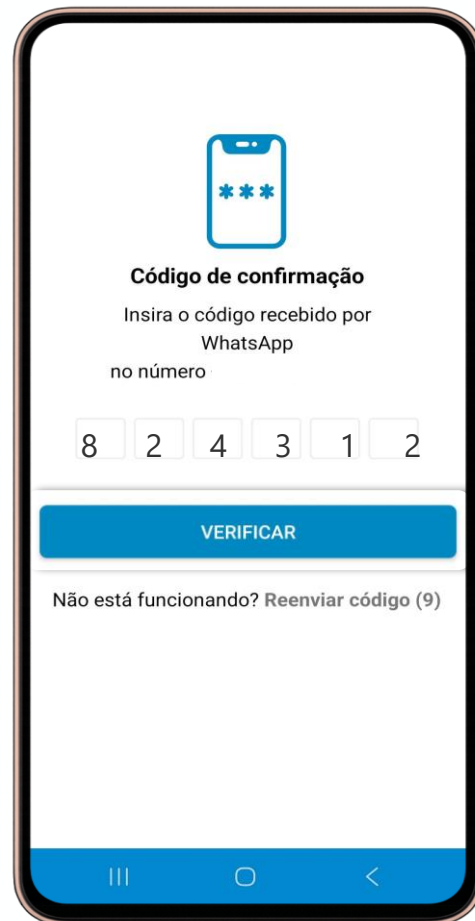 ***
Código de confirmação
Insira o código recebido por
WhatsApp
no número
8 2 4 3 1 2
VERIFICAR
Não está funcionando? Reenviar código (9)